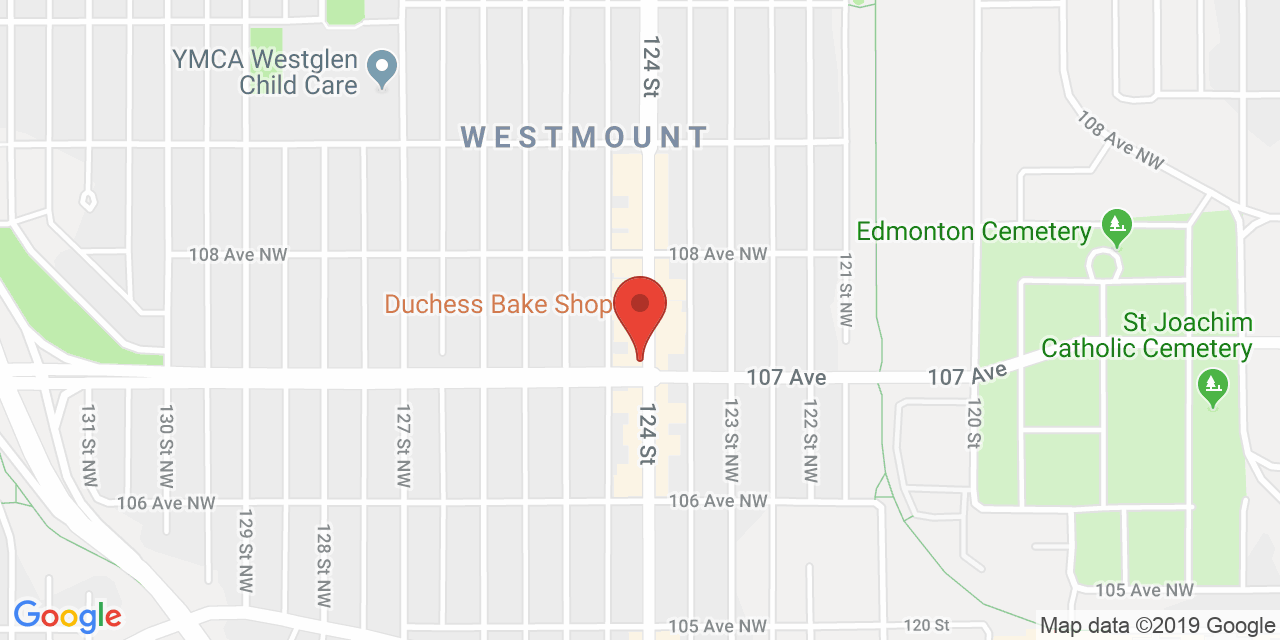 YMCA Westglen
Child Care
124 St
WESTMOUNT
108 Ave NW
108 Ave NW
108 Ave NW
Edmonton Cemetery
121 St NW
Duchess Bake Shop
St Joachim
Catholic Cemetery
107 Ave
107 Ave
131 St NW
130 St NW
127 St NW
124 St
123 St NW
122 St NW
120 St
106 Ave NW
106 Ave NW
129 St NW
128 St NW
105 Ave NW
Google
105 Ave NW
120 St
Map data ©2019 Google